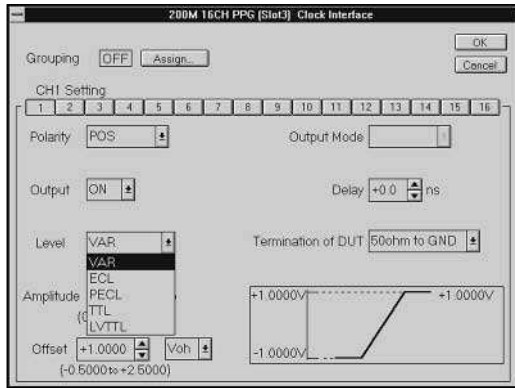 200M 16CH PPG (Slot3) Clock Interface
OK
Grouping OFF Assign...
Cancel
CH1 Setting
1 2 3 4 5 6 7 8 9 10 11 12 13 14 15 16
Polarity POS Output Mode
Output ON Delay +0.0 ns
Level VAR Termination of DUT 50ohm to GND
VAR
ECL
Amplitude PECL +1.0000V +1.0000V
TTL
LVTTL
-1.0000V
Offset +1.0000 Voh
(-0.5000 to +2.5000)